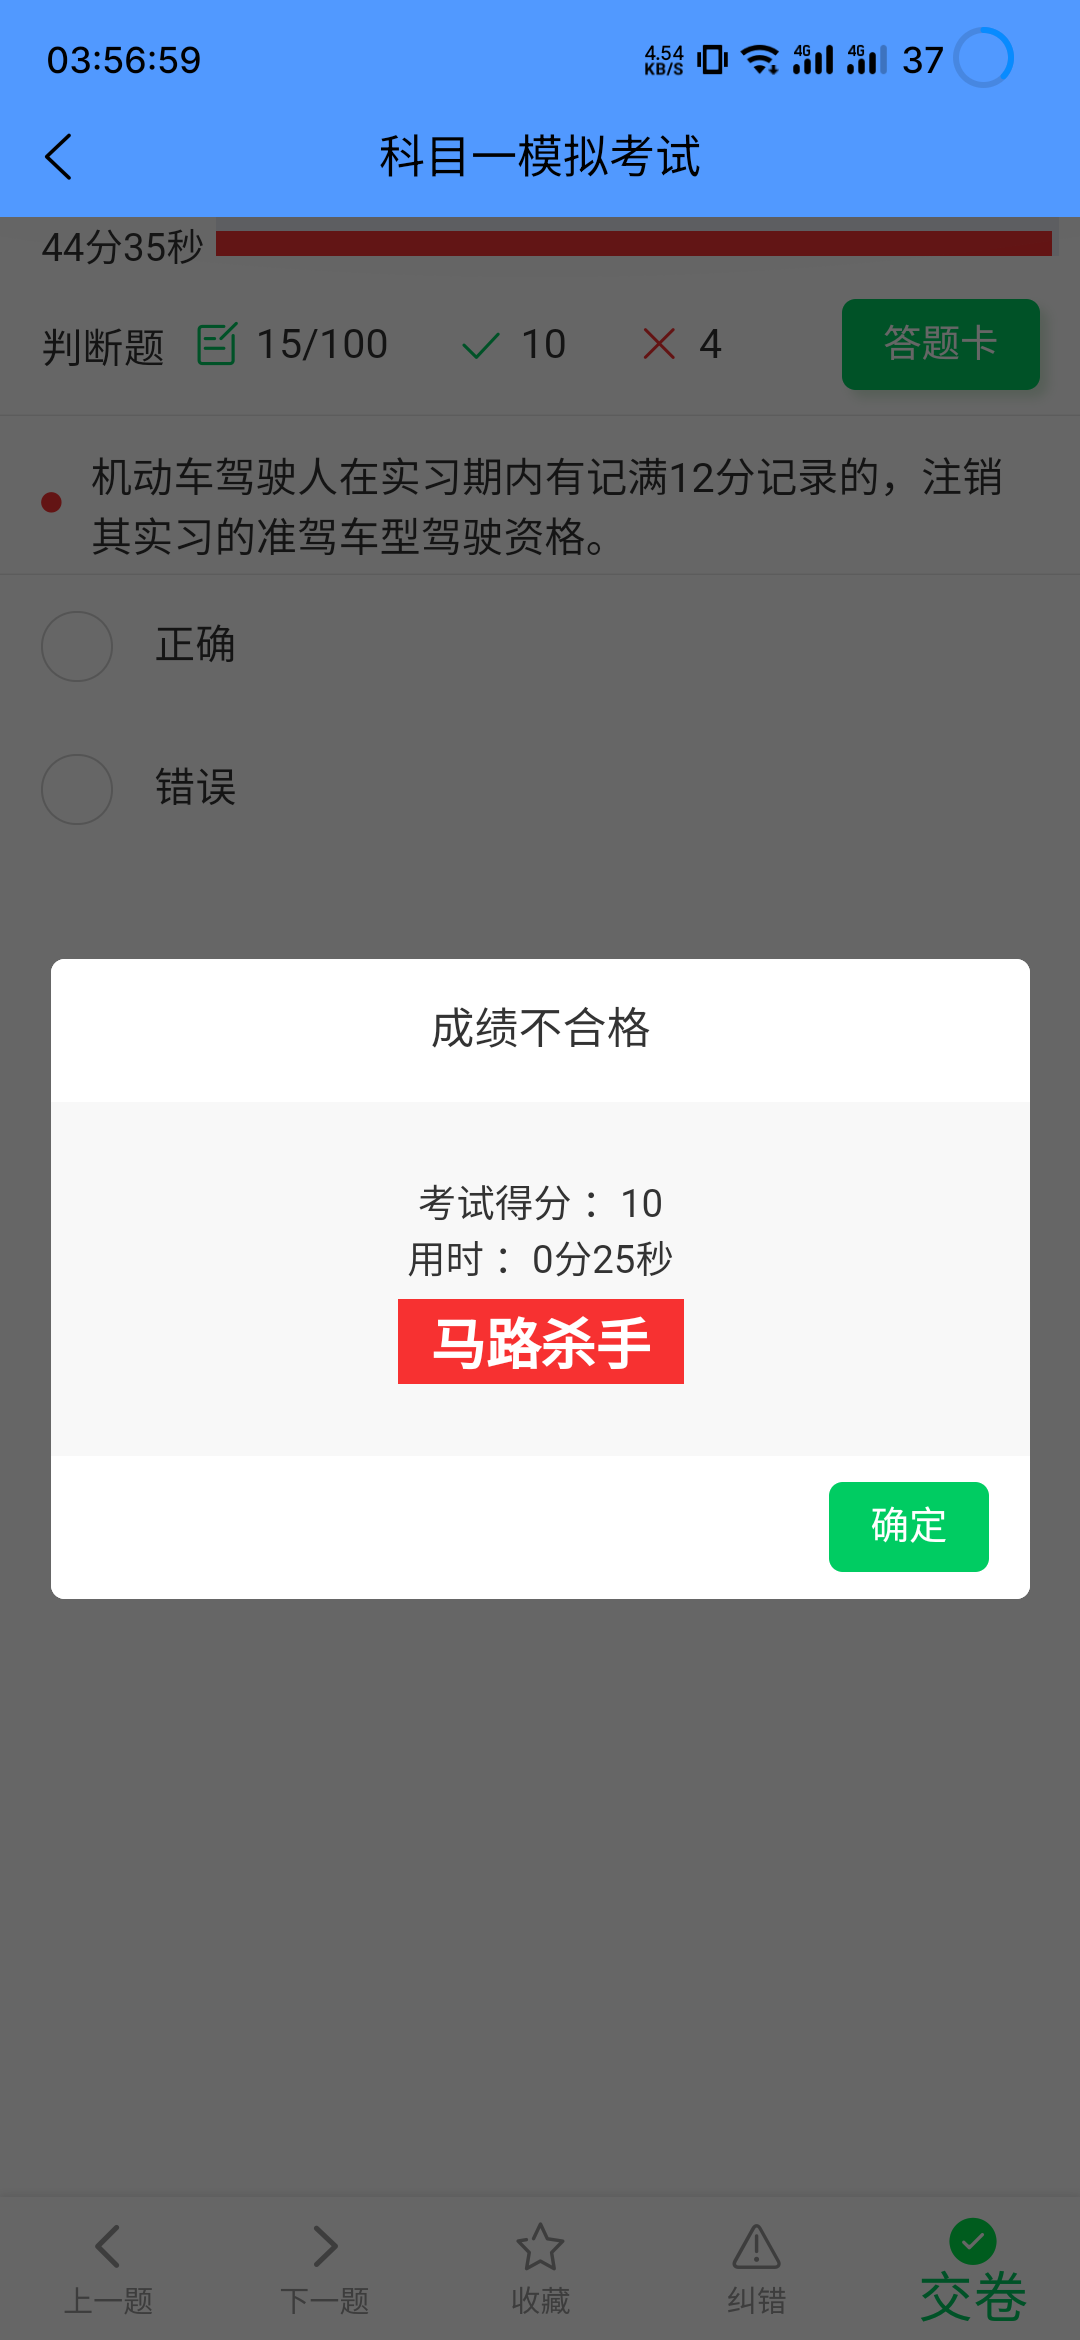 03:56:59
4.54 KB/S 4G 4G 37
科目一模拟考试
44分35秒
判断题 15/100 10 4 答题卡
机动车驾驶人在实习期内有记满12分记录的，注销
其实习的准驾车型驾驶资格。
正确
错误
成绩不合格
考试得分： 10
用时： 0分25秒
马路杀手
确定
上一题 下一题 收藏 纠错 交卷